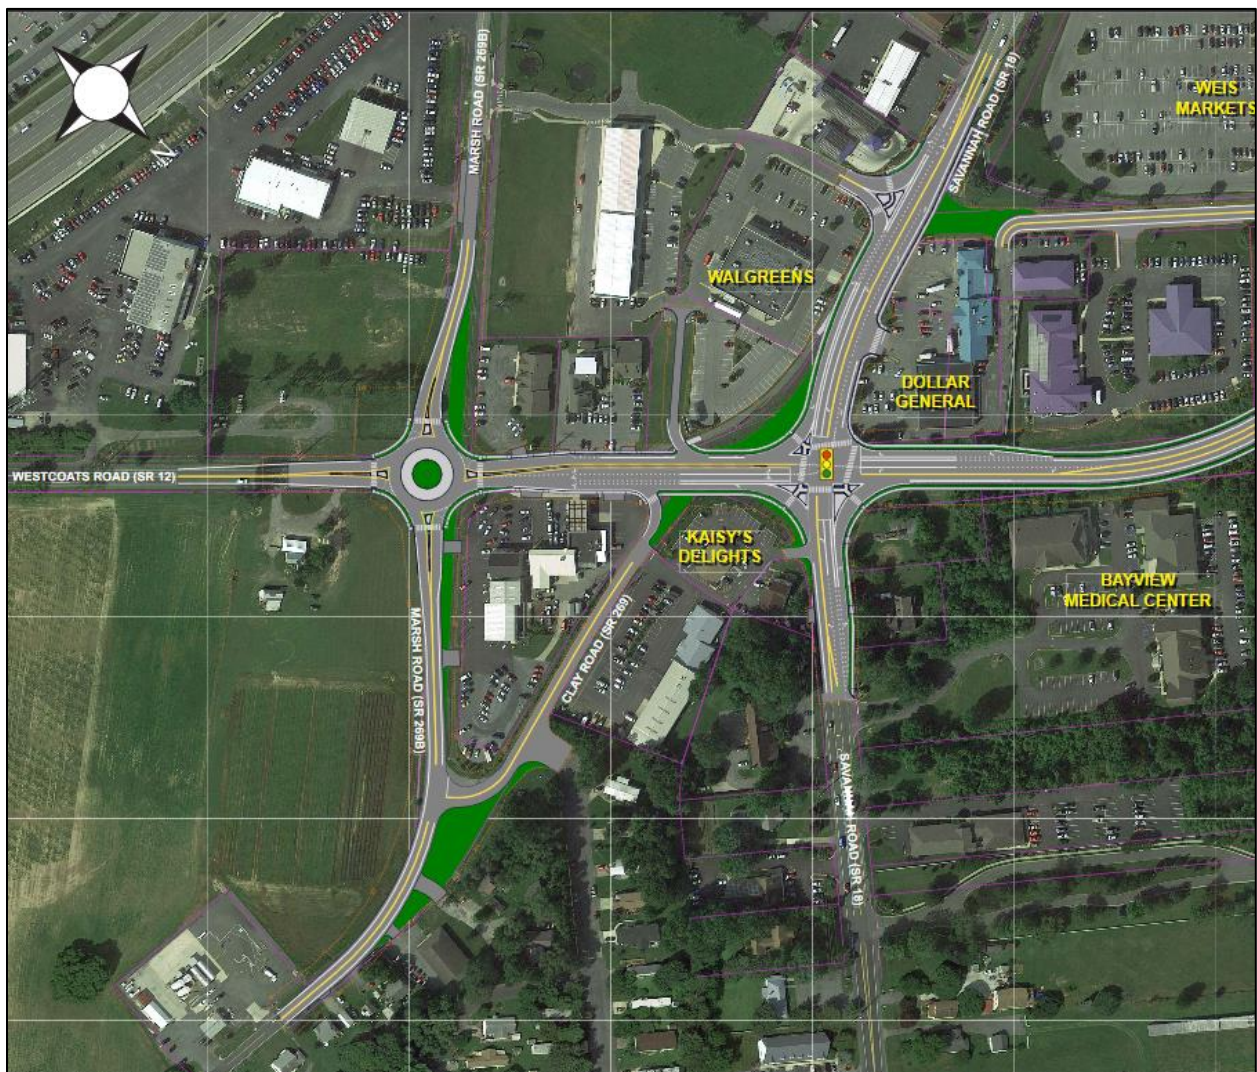 MARSH ROAD (SR 269B)
SAVANNAH ROAD (SR 18)
WEIS
MARKETS
N
WALGREENS
DOLLAR
GENERAL
WESTCOATS ROAD (SR 12)
KAISY'S
DELIGHTS
BAYVIEW
MEDICAL CENTER
MARSH ROAD (SR 269B)
CLAY ROAD (SR 269)
SAVANNAH ROAD (SR 18)